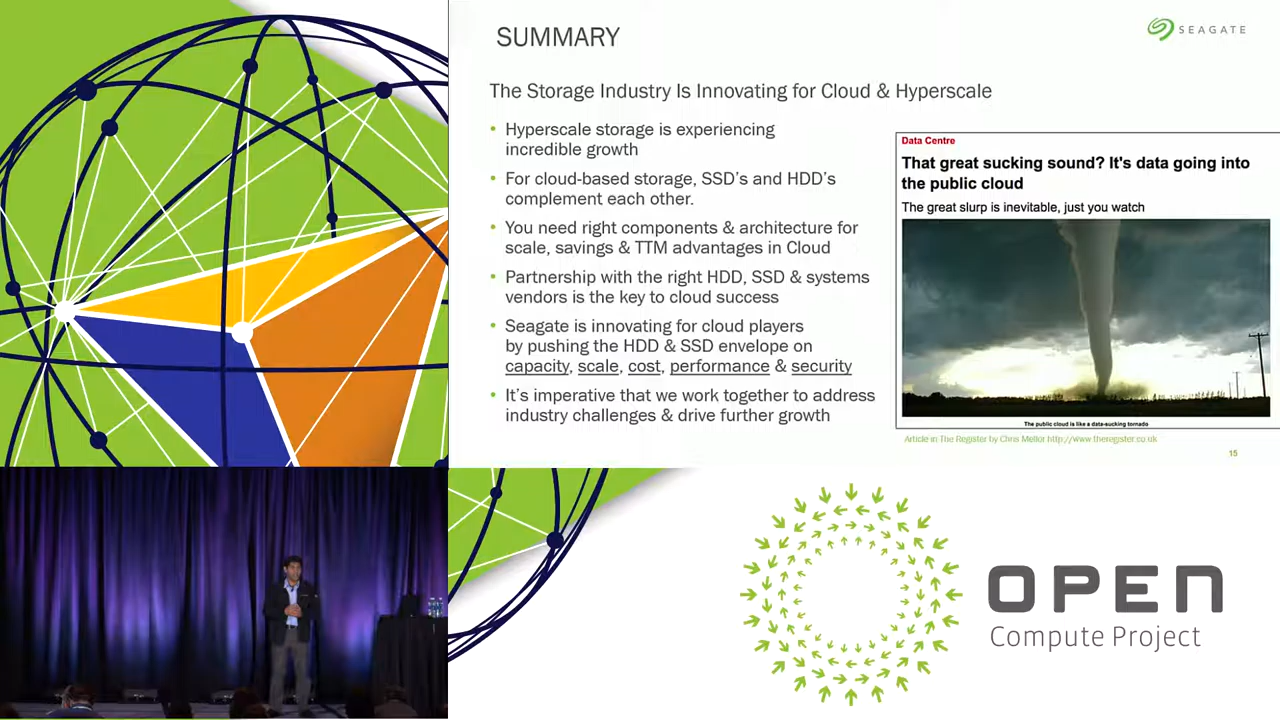 SUMMARY
SEAGATE
The Storage Industry Is Innovating for Cloud & Hyperscale
• Hyperscale storage is experiencing
incredible growth
• For cloud-based storage, SSD's and HDD's
complement each other.
• You need right components & architecture for
scale, savings & TTM advantages in Cloud
• Partnership with the right HDD, SSD & systems
vendors is the key to cloud success
• Seagate is innovating for cloud players
by pushing the HDD & SSD envelope on
capacity, scale, cost, performance & security
• It's imperative that we work together to address
industry challenges & drive further growth
Data Centre
That great sucking sound? It's data going into
the public cloud
The great slurp is inevitable, just you watch
The public cloud is like a data-sucking tornado
Article in The Register by Chris Mellor http://www.theregister.co.uk
15
OPEN
Compute Project